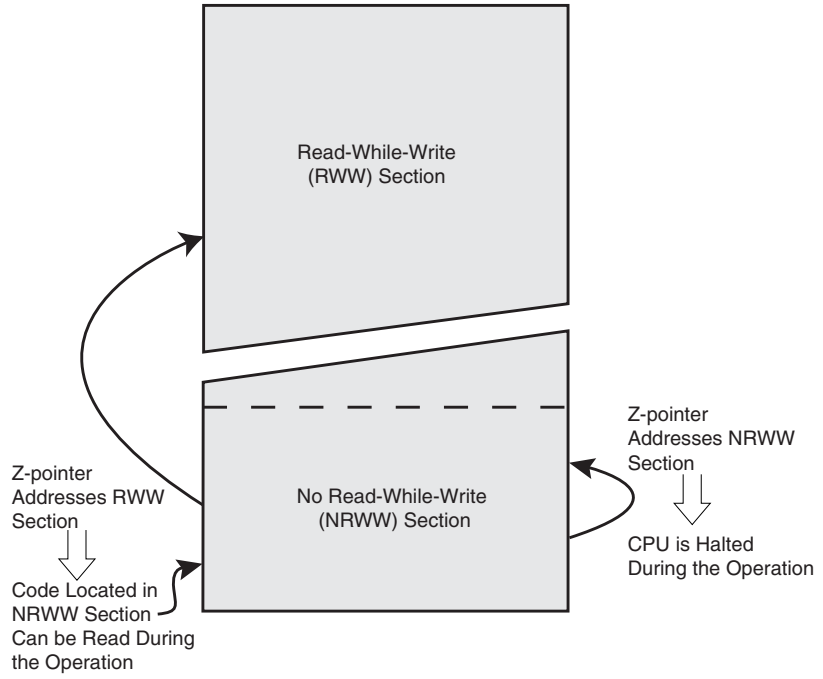 Read-While-Write
(RWW) Section
Z-pointer
Addresses NRWW
Section
Z-pointer
Addresses RWW
Section
No Read-While-Write
(NRWW) Section
CPU is Halted
During the Operation
Code Located in
NRWW Section
Can be Read During
the Operation